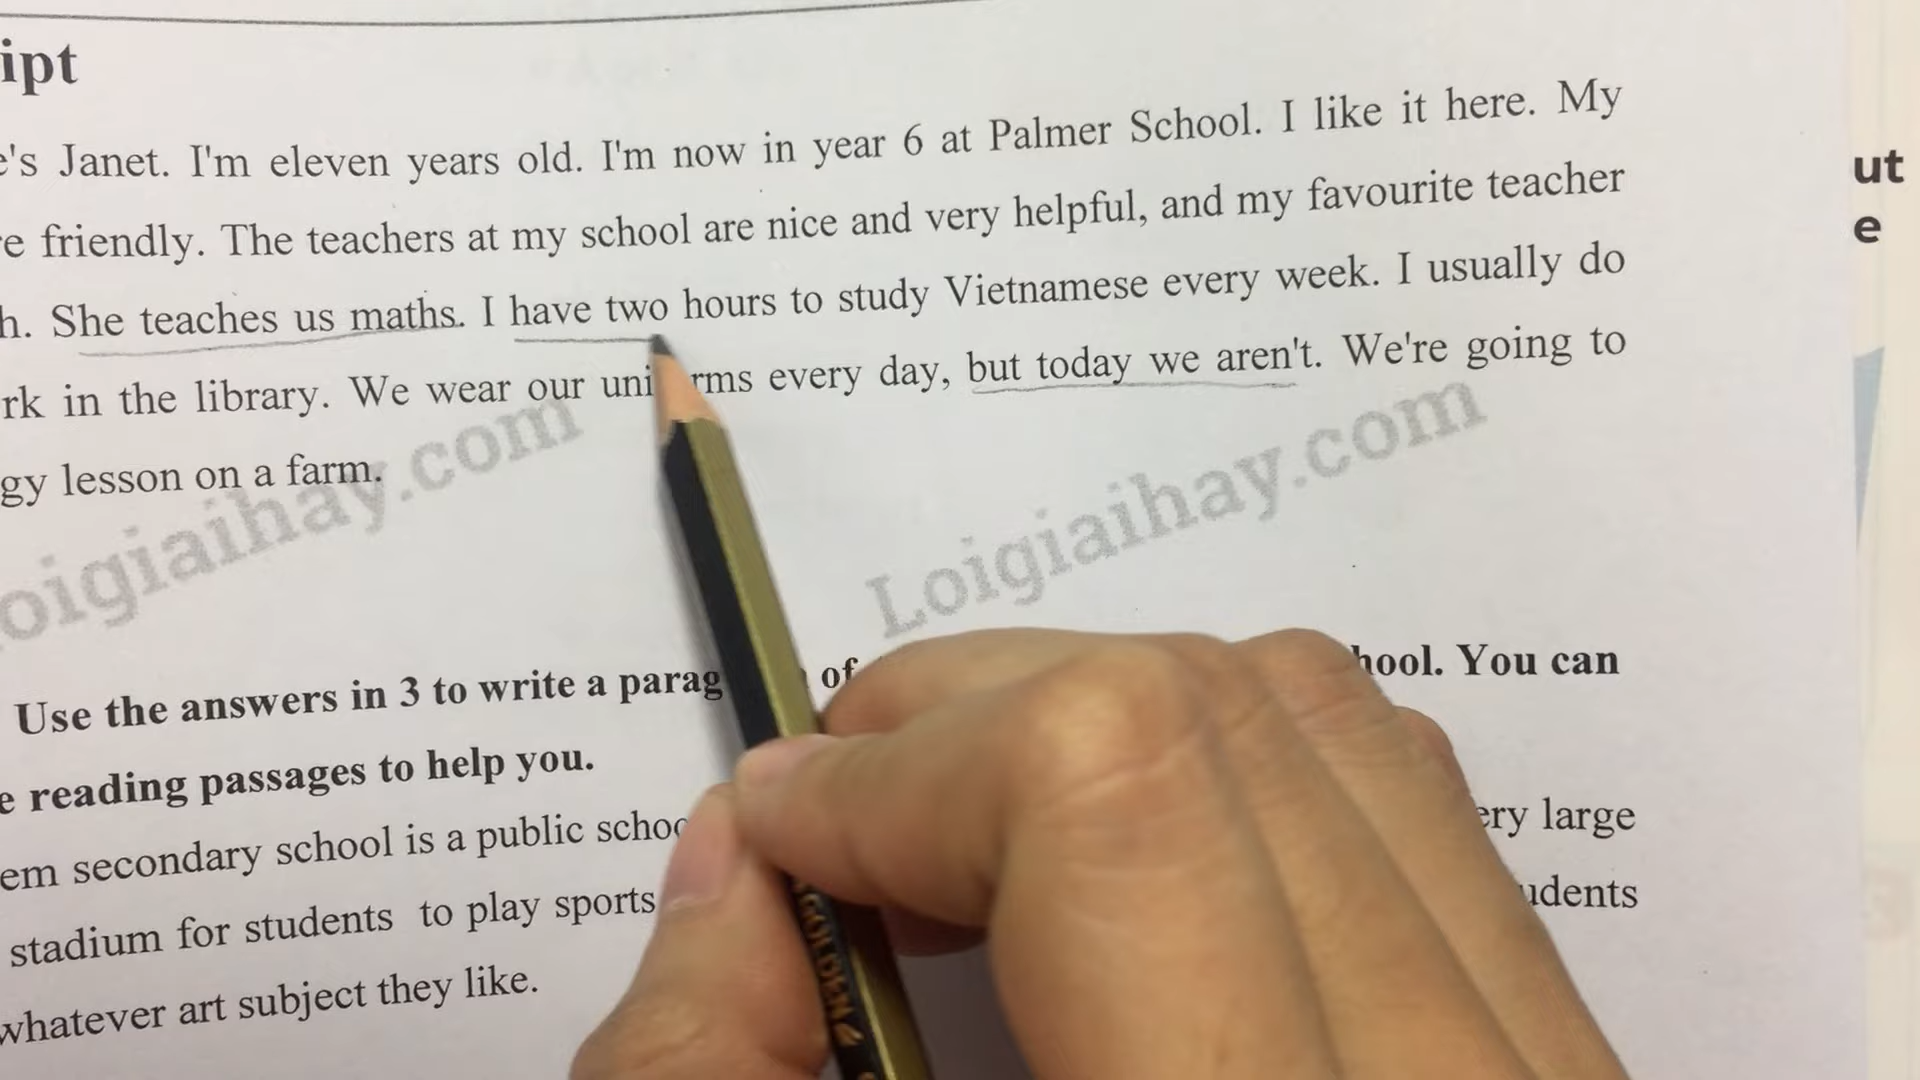 ipt
e's Janet. I'm eleven years old. I'm now in year 6 at Palmer School. I like it here. My
e friendly. The teachers at my school are nice and very helpful, and my favourite teacher
h. She teaches us maths. I have two hours to study Vietnamese every week. I usually do
rk in the library. We wear our uni rms every day, but today we aren't. We're going to
gy lesson on a farm.
oigiaihay.com
Loigiaihay.com
Use the answers in 3 to write a parag of hool. You can
e reading passages to help you.
em secondary school is a public schoo ery large
stadium for students to play sports udents
whatever art subject they like.
ut
e
GOLDEN